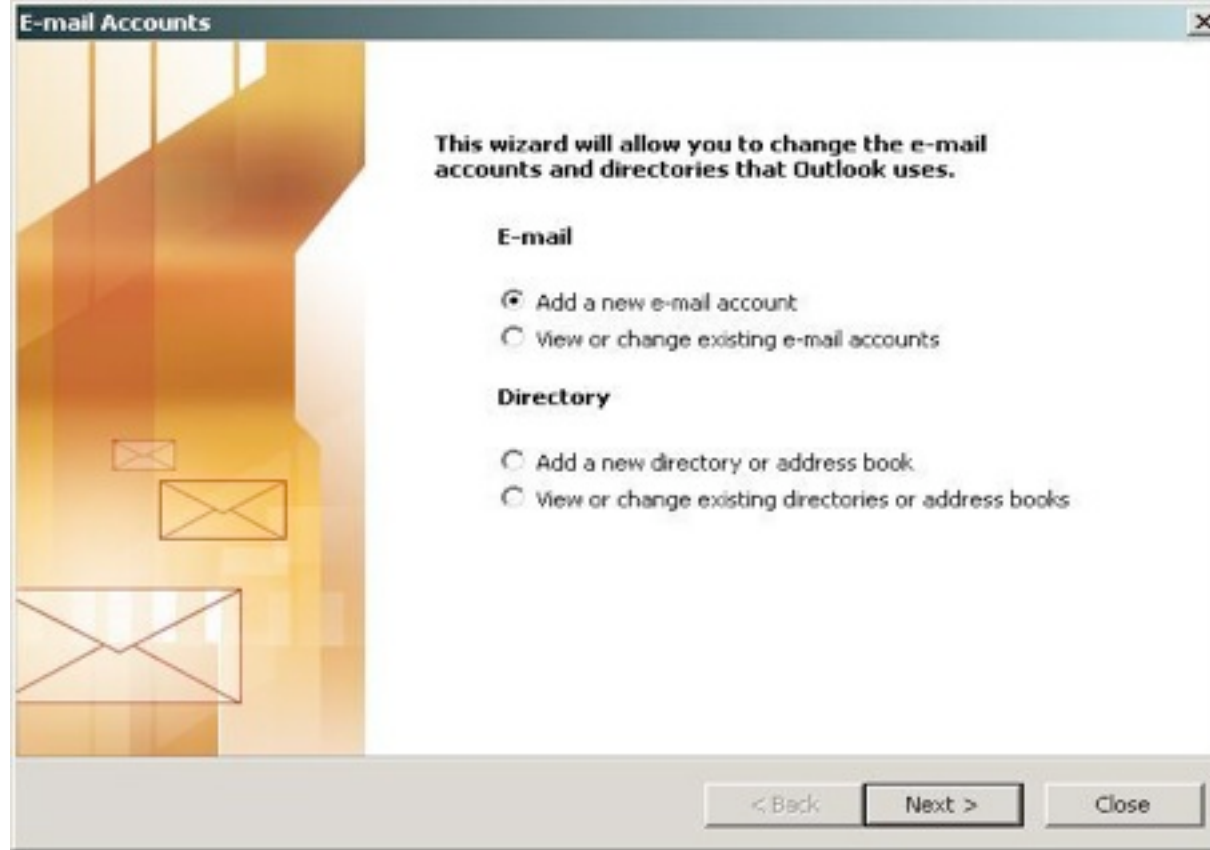 E-mail Accounts
This wizard will allow you to change the e-mail
accounts and directories that Outlook uses.
E-mail
Add a new e-mail account
View or change existing e-mail accounts
Directory
Add a new directory or address book
View or change existing directories or address books
< Back Next > Close